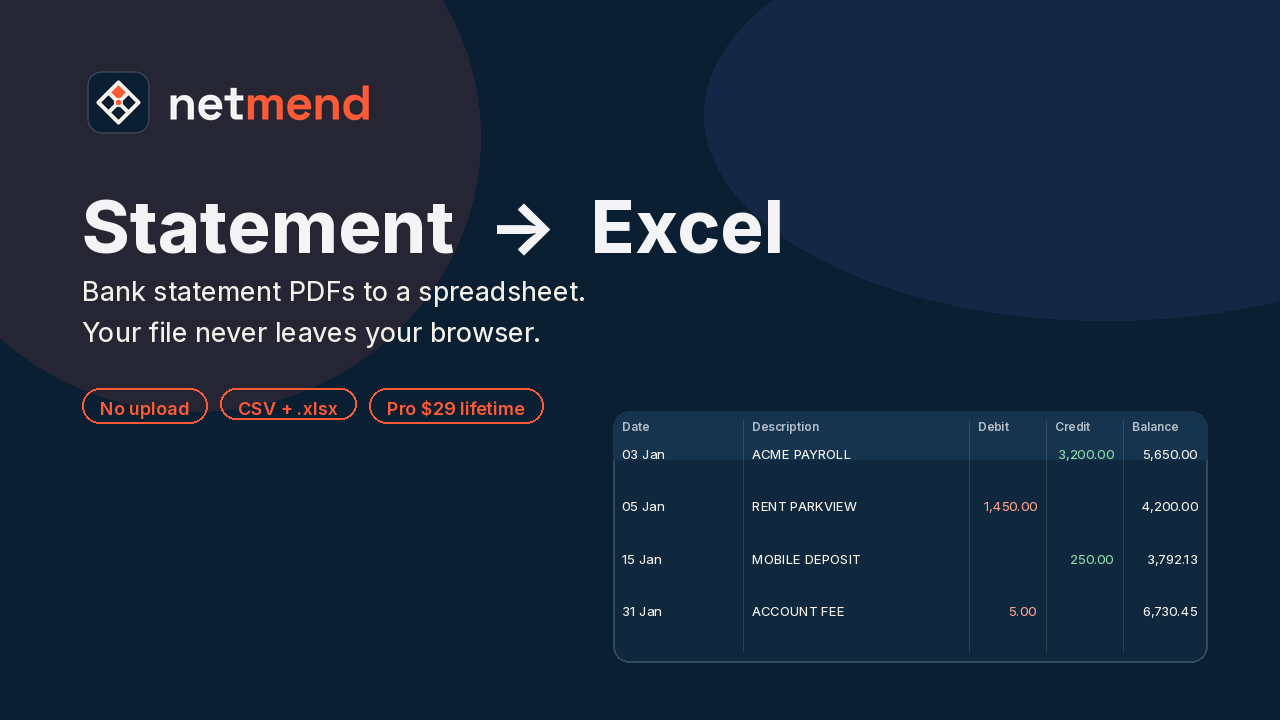 netmend
Statement → Excel
Bank statement PDFs to a spreadsheet.
Your file never leaves your browser.
No upload CSV + .xlsx Pro $29 lifetime
Date Description Debit Credit Balance
03 Jan ACME PAYROLL 3,200.00 5,650.00
05 Jan RENT PARKVIEW 1,450.00 4,200.00
15 Jan MOBILE DEPOSIT 250.00 3,792.13
31 Jan ACCOUNT FEE 5.00 6,730.45